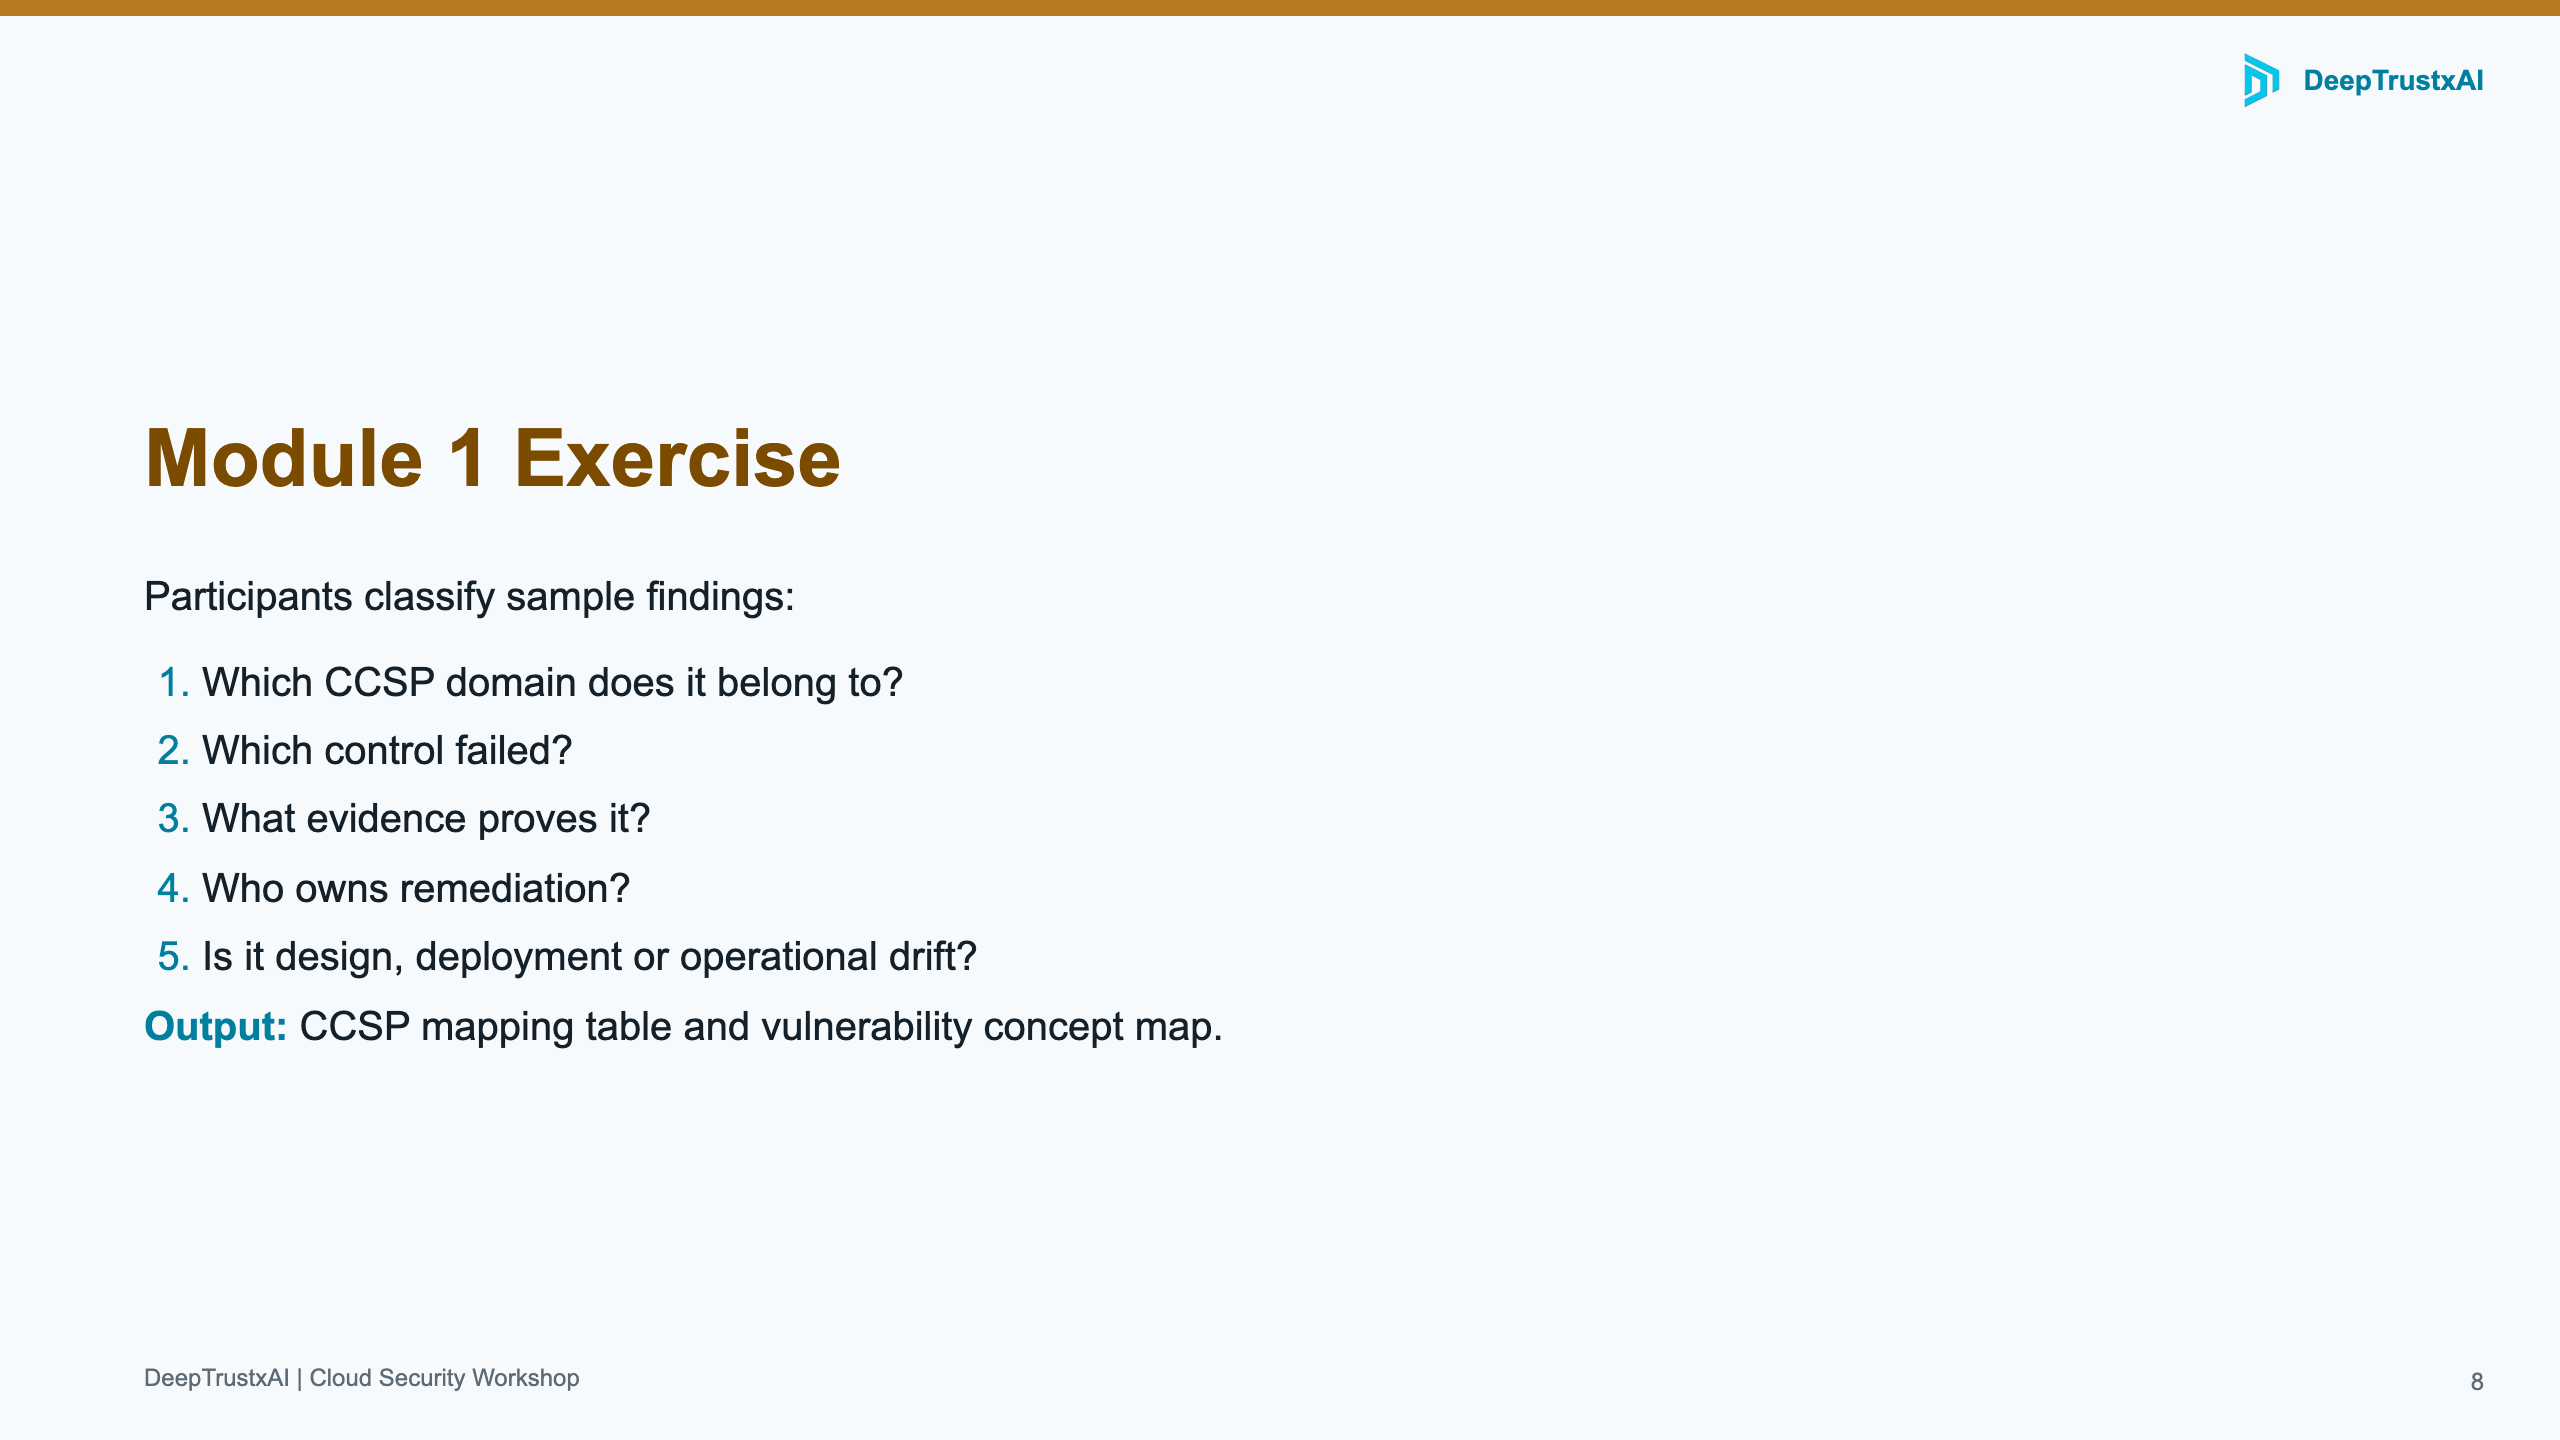 DeepTrustxAI
Module 1 Exercise
Participants classify sample findings:
1. Which CCSP domain does it belong to?
2. Which control failed?
3. What evidence proves it?
4. Who owns remediation?
5. Is it design, deployment or operational drift?
Output: CCSP mapping table and vulnerability concept map.
DeepTrustxAI | Cloud Security Workshop
8